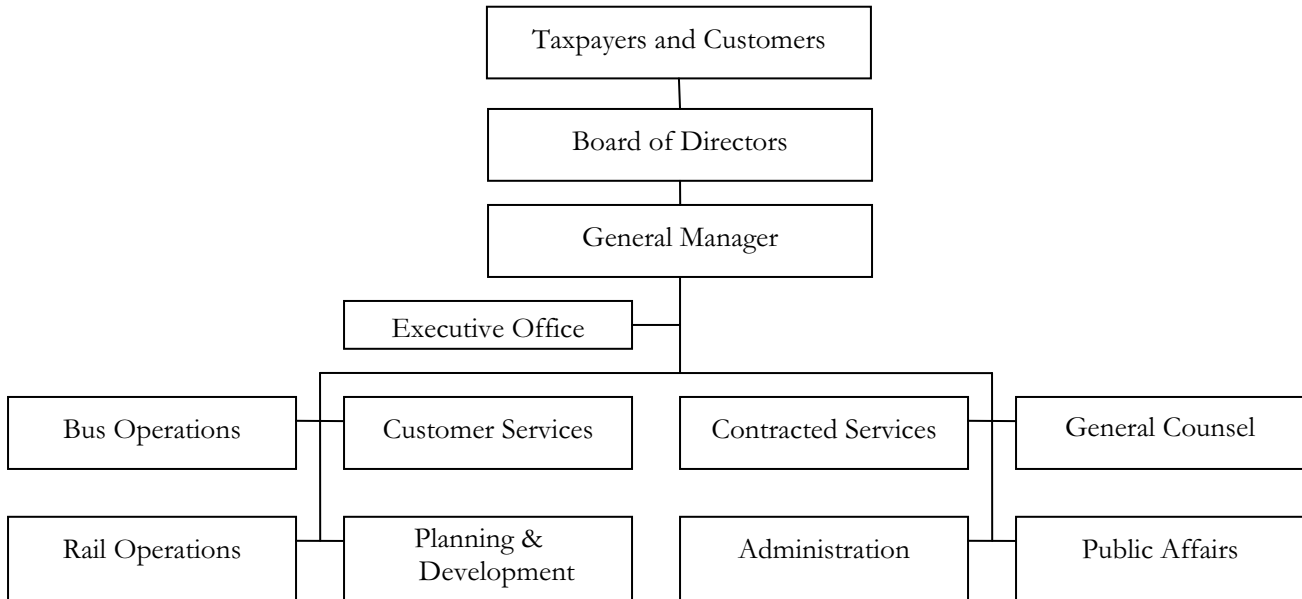 Taxpayers and Customers
Board of Directors
General Manager
Executive Office
Bus Operations
Customer Services
Contracted Services
General Counsel
Rail Operations
Planning &
Development
Administration
Public Affairs